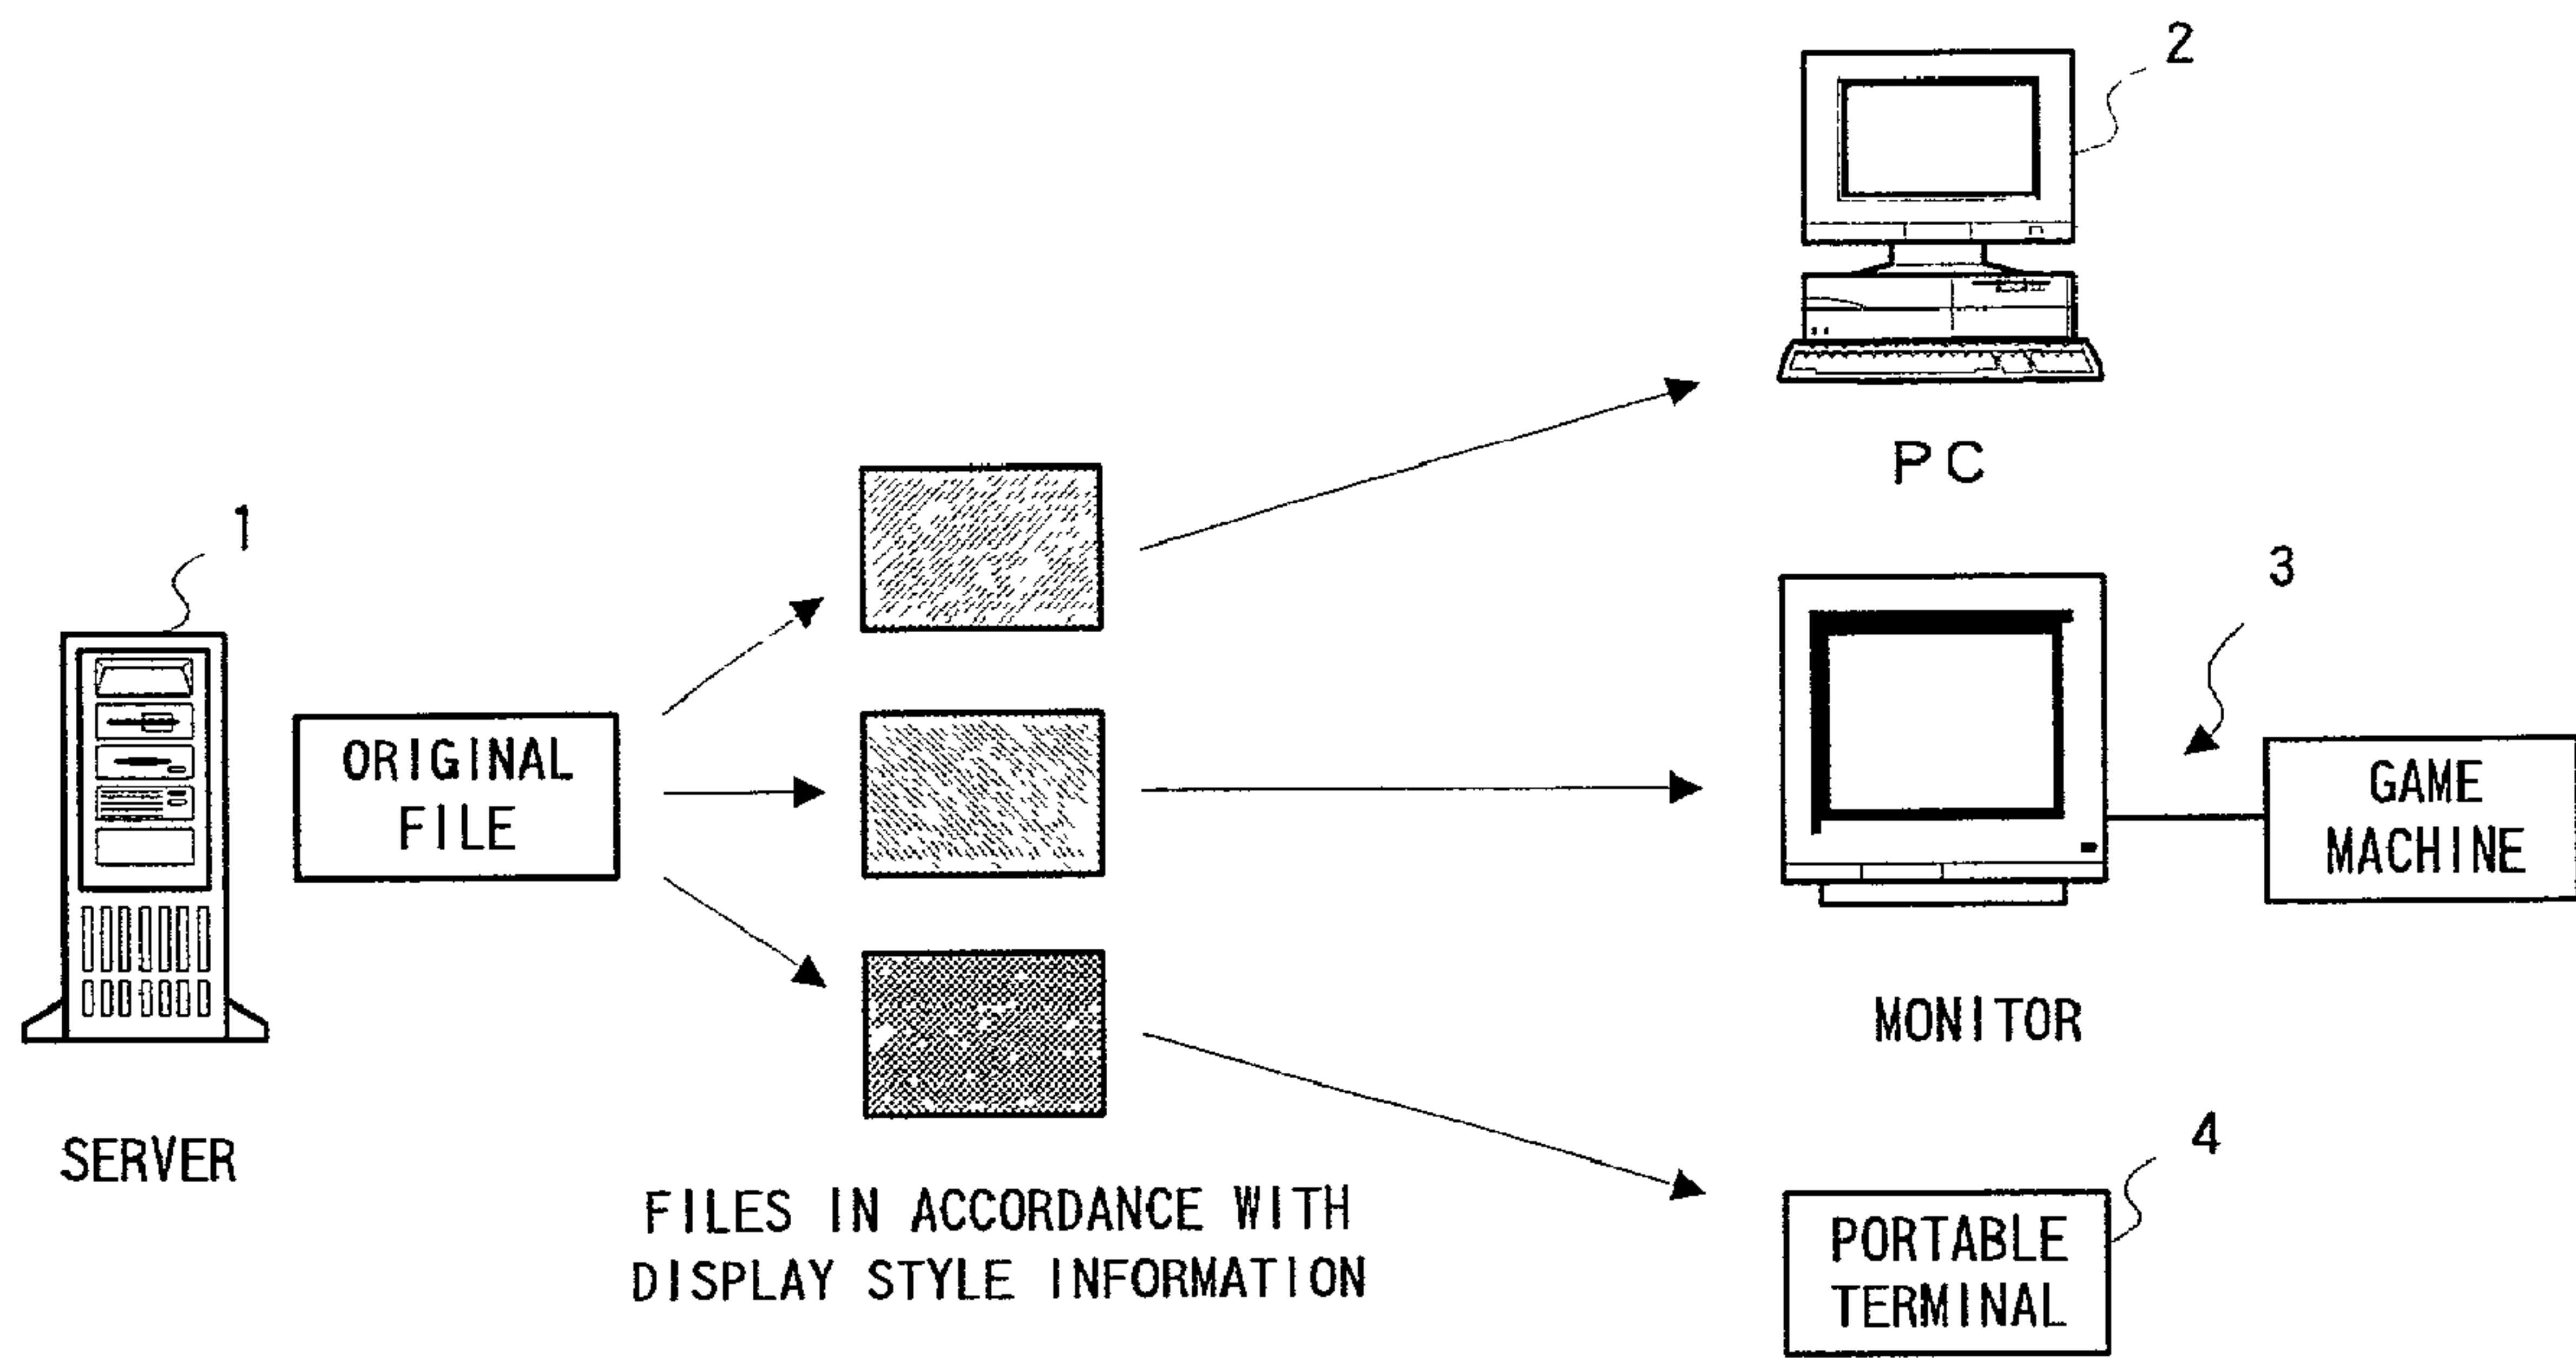 2
PC
1
3
ORIGINAL
FILE
GAME
MACHINE
MONITOR
SERVER
4
FILES IN ACCORDANCE WITH
DISPLAY STYLE INFORMATION
PORTABLE
TERMINAL